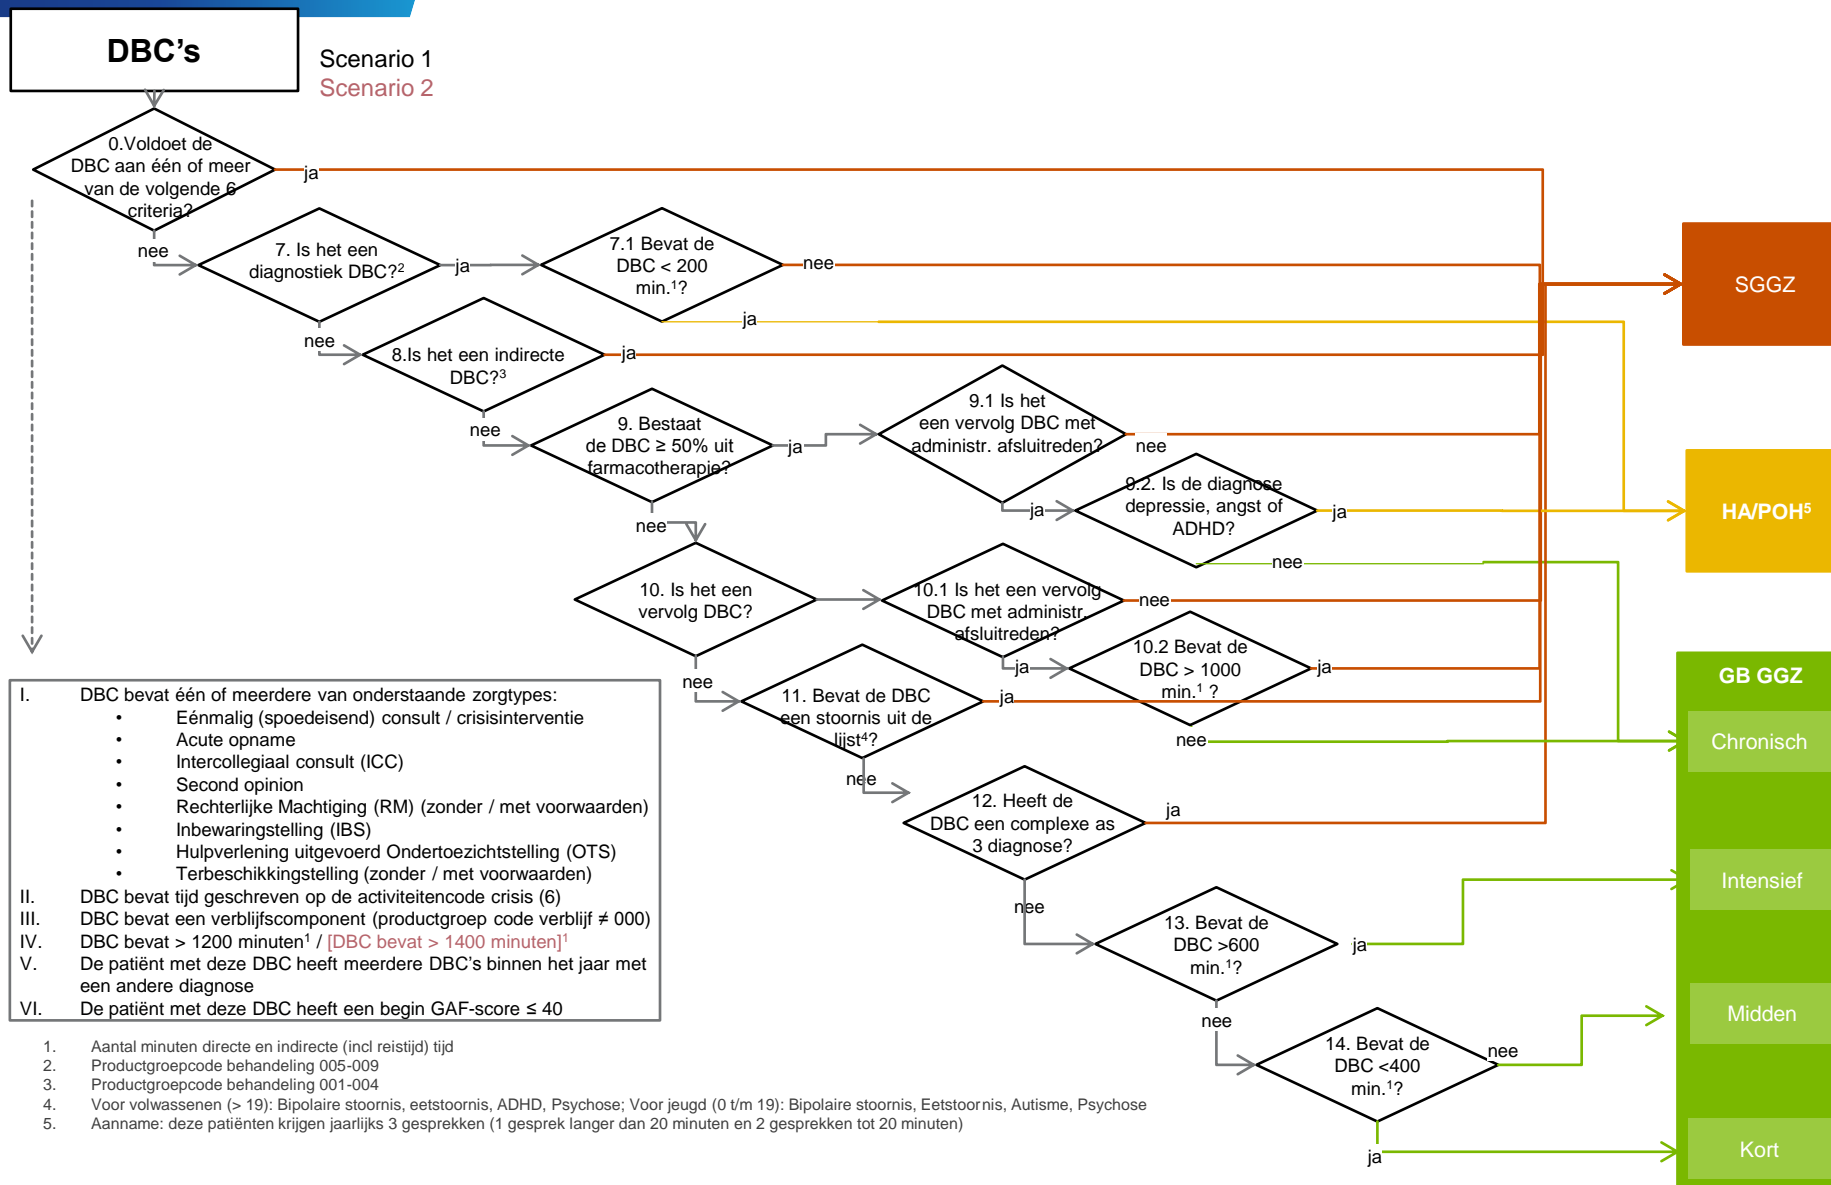 DBC's
Scenario 1
Scenario 2
0.Voldoet de
DBC aan één of meer
van de volgende 6
criteria?
ja
nee
7. Is het een
diagnostiek DBC?²
ja
7.1 Bevat de
DBC < 200
min.¹?
nee
ja
nee
8.Is het een indirecte
DBC?³
ja
nee
9. Bestaat
de DBC ≥ 50% uit
farmacotherapie?
ja
9.1 Is het
een vervolg DBC met
administr. afsluitreden?
nee
ja
9.2. Is de diagnose
depressie, angst of
ADHD?
ja
nee
nee
10. Is het een
vervolg DBC?
10.1 Is het een vervolg
DBC met administr.
afsluitreden?
nee
ja
10.2 Bevat de
DBC > 1000
min.¹ ?
ja
nee
nee
11. Bevat de DBC
een stoornis uit de
lijst⁴?
ja
nee
12. Heeft de
DBC een complexe as
3 diagnose?
ja
nee
13. Bevat de
DBC >600
min.¹?
ja
nee
14. Bevat de
DBC <400
min.¹?
nee
ja
SGGZ
HA/POH⁵
GB GGZ
Chronisch
Intensief
Midden
Kort
I. DBC bevat één of meerdere van onderstaande zorgtypes:
• Eénmalig (spoedeisend) consult / crisisinterventie
• Acute opname
• Intercollegiaal consult (ICC)
• Second opinion
• Rechterlijke Machtiging (RM) (zonder / met voorwaarden)
• Inbewaringstelling (IBS)
• Hulpverlening uitgevoerd Ondertoezichtstelling (OTS)
• Terbeschikkingstelling (zonder / met voorwaarden)
II. DBC bevat tijd geschreven op de activiteitencode crisis (6)
III. DBC bevat een verblijfscomponent (productgroep code verblijf ≠ 000)
IV. DBC bevat > 1200 minuten¹ / [DBC bevat > 1400 minuten]¹
V. De patiënt met deze DBC heeft meerdere DBC's binnen het jaar met
een andere diagnose
VI. De patiënt met deze DBC heeft een begin GAF-score ≤ 40
1. Aantal minuten directe en indirecte (incl reistijd) tijd
2. Productgroepcode behandeling 005-009
3. Productgroepcode behandeling 001-004
4. Voor volwassenen (> 19): Bipolaire stoornis, eetstoornis, ADHD, Psychose; Voor jeugd (0 t/m 19): Bipolaire stoornis, Eetstoornis, Autisme, Psychose
5. Aanname: deze patiënten krijgen jaarlijks 3 gesprekken (1 gesprek langer dan 20 minuten en 2 gesprekken tot 20 minuten)